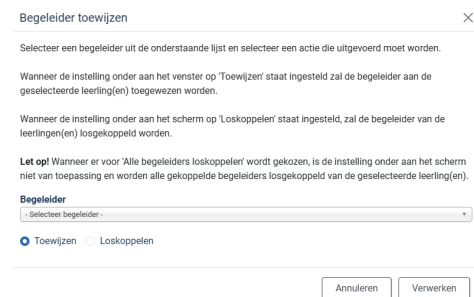 Begeleider toewijzen
Selecteer een begeleider uit de onderstaande lijst en selecteer een actie die uitgevoerd moet worden.
Wanneer de instelling onder aan het venster op 'Toewijzen' staat ingesteld zal de begeleider aan de
geselecteerde leerling(en) toegewezen worden.
Wanneer de instelling onder aan het scherm op 'Loskoppelen' staat ingesteld, zal de begeleider van de
leerlingen(en) losgekoppeld worden.
Let op! Wanneer er voor 'Alle begeleiders loskoppelen' wordt gekozen, is de instelling onder aan het scherm
niet van toepassing en worden alle gekoppelde begeleiders losgekoppeld van de geselecteerde leerling(en).
Begeleider
- Selecteer begeleider -
Toewijzen Loskoppelen
Annuleren Verwerken